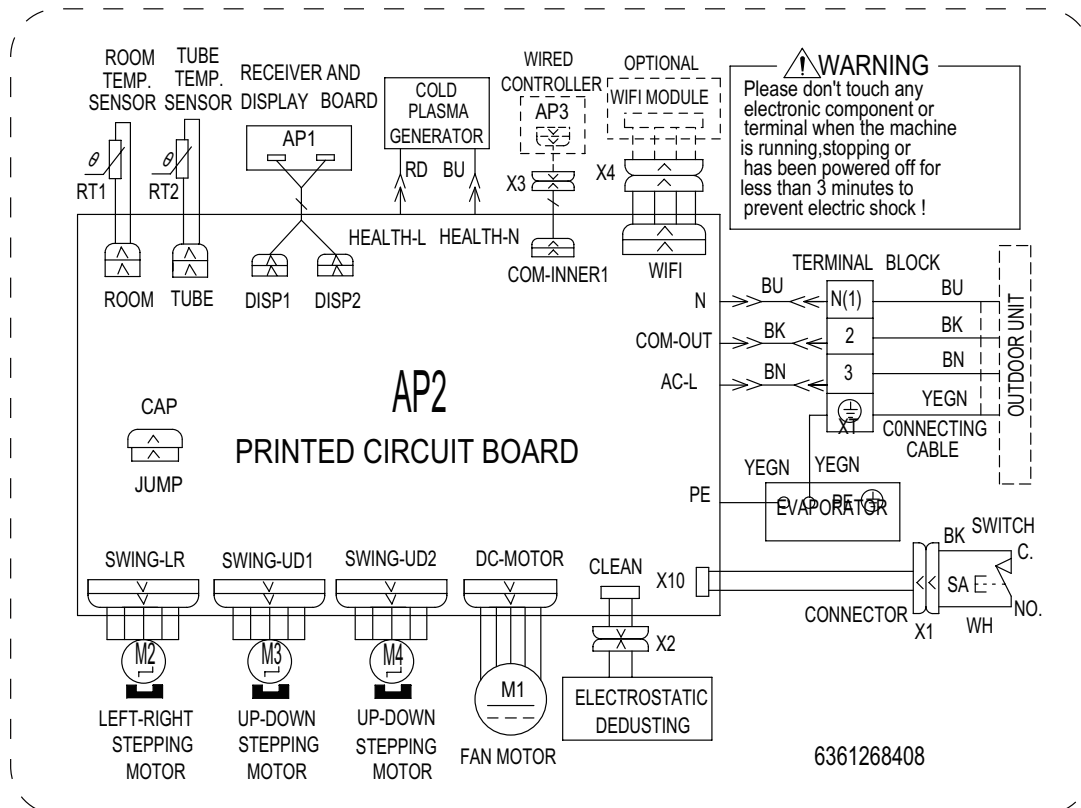 ROOM
TEMP.
SENSOR
TUBE
TEMP.
SENSOR
RECEIVER AND
DISPLAY BOARD
AP1
COLD
PLASMA
GENERATOR
WIRED
CONTROLLER
AP3
OPTIONAL
WIFI MODULE
WARNING
Please don't touch any
electronic component or
terminal when the machine
is running,stopping or
has been powered off for
less than 3 minutes to
prevent electric shock !
θ
RT1
θ
RT2
RD
BU
X3
X4
HEALTH-L
HEALTH-N
ROOM
TUBE
DISP1
DISP2
COM-INNER1
WIFI
TERMINAL BLOCK
N
BU
N(1)
BU
COM-OUT
BK
2
BK
AC-L
BN
3
BN
XT
YEGN
C0NNECTING
CABLE
OUTDOOR UNIT
AP2
PRINTED CIRCUIT BOARD
CAP
JUMP
YEGN
YEGN
PE
EVAPORATOR
PE
SWING-LR
SWING-UD1
SWING-UD2
DC-MOTOR
CLEAN
X10
BK
SWITCH
C.
SA
NO.
CONNECTOR
X1
WH
M2
M3
M4
M1
X2
LEFT-RIGHT
STEPPING
MOTOR
UP-DOWN
STEPPING
MOTOR
UP-DOWN
STEPPING
MOTOR
FAN MOTOR
ELECTROSTATIC
DEDUSTING
6361268408